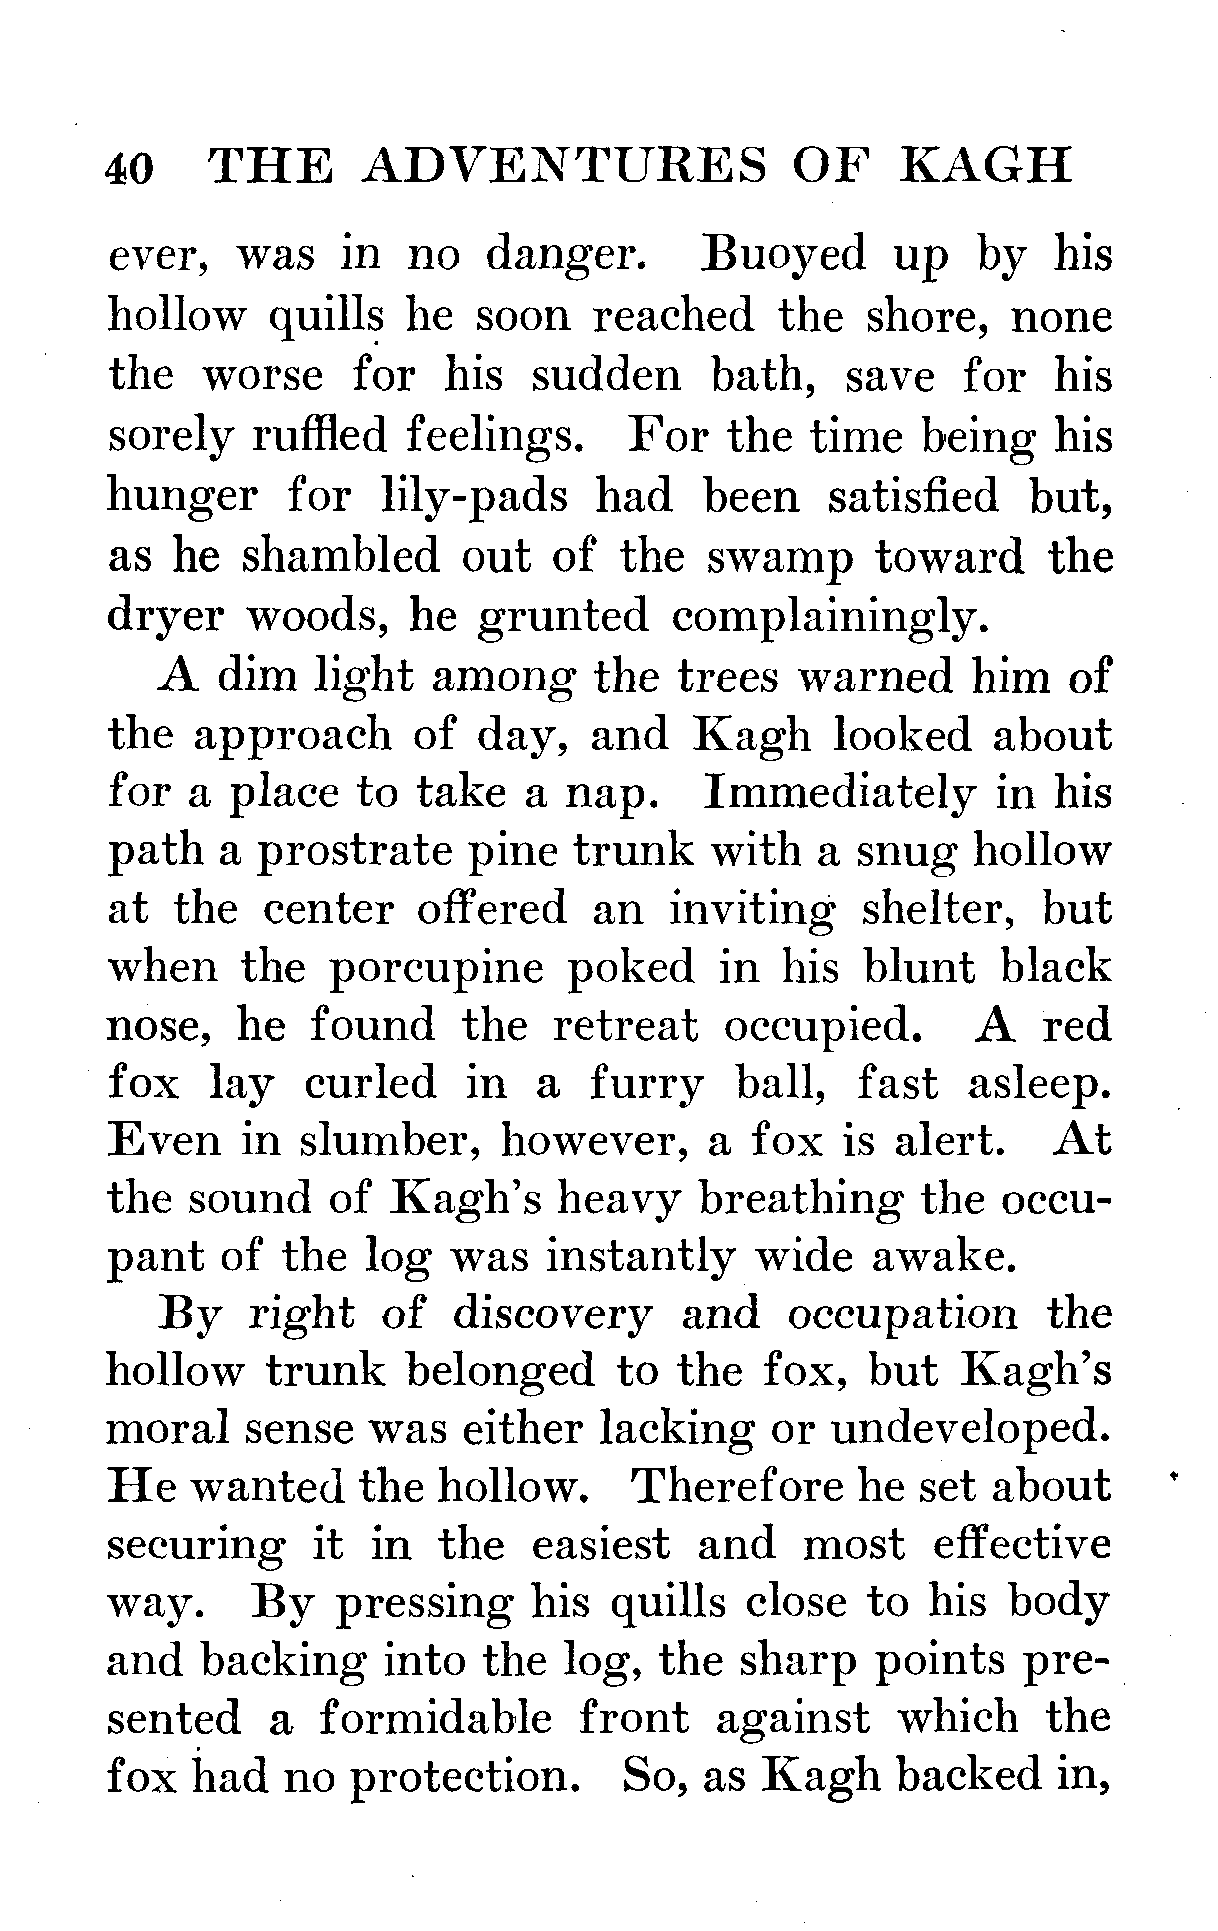 40 THE ADVENTURES OF KAGH
ever, was in no danger. Buoyed up by his
hollow quills he soon reached the shore, none
the worse for his sudden bath, save for his
sorely ruffled feelings. For the time being his
hunger for lily-pads had been satisfied but,
as he shambled out of the swamp toward the
dryer woods, he grunted complainingly.
A dim light among the trees warned him of
the approach of day, and Kagh looked about
for a place to take a nap. Immediately in his
path a prostrate pine trunk with a snug hollow
at the center offered an inviting shelter, but
when the porcupine poked in his blunt black
nose, he found the retreat occupied. A red
fox lay curled in a furry ball, fast asleep.
Even in slumber, however, a fox is alert. At
the sound of Kagh's heavy breathing the occu-
pant of the log was instantly wide awake.
By right of discovery and occupation the
hollow trunk belonged to the fox, but Kagh's
moral sense was either lacking or undeveloped.
He wanted the hollow. Therefore he set about
securing it in the easiest and most effective
way. By pressing his quills close to his body
and backing into the log, the sharp points pre-
sented a formidable front against which the
fox had no protection. So, as Kagh backed in,